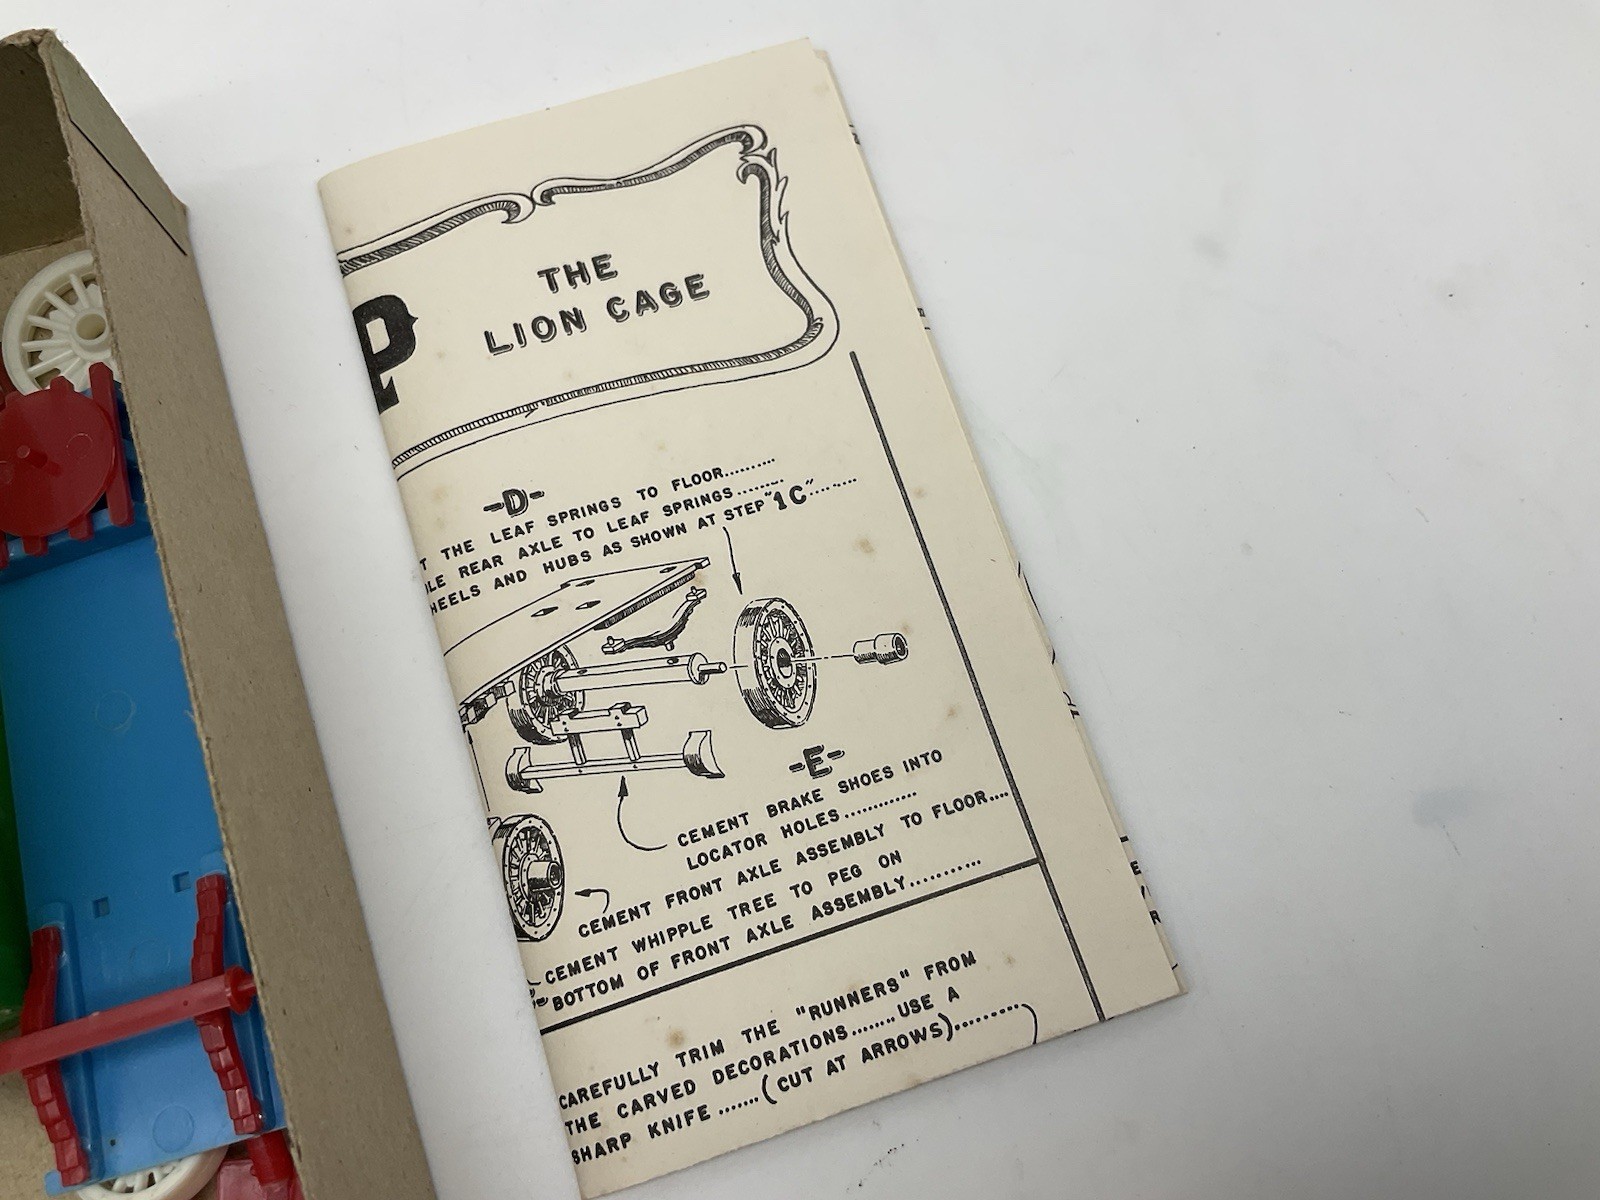 P
THE
LION CAGE
-D-
THE LEAF SPRINGS TO FLOOR..........
REAR AXLE TO LEAF SPRINGS........
AND HUBS AS SHOWN AT STEP "1C"........
-E-
CEMENT BRAKE SHOES INTO
LOCATOR HOLES............
CEMENT FRONT AXLE ASSEMBLY TO FLOOR....
CEMENT WHIPPLE TREE TO PEG ON
BOTTOM OF FRONT AXLE ASSEMBLY..........
CAREFULLY TRIM THE "RUNNERS" FROM
THE CARVED DECORATIONS........USE A
SHARP KNIFE.......(CUT AT ARROWS)..........